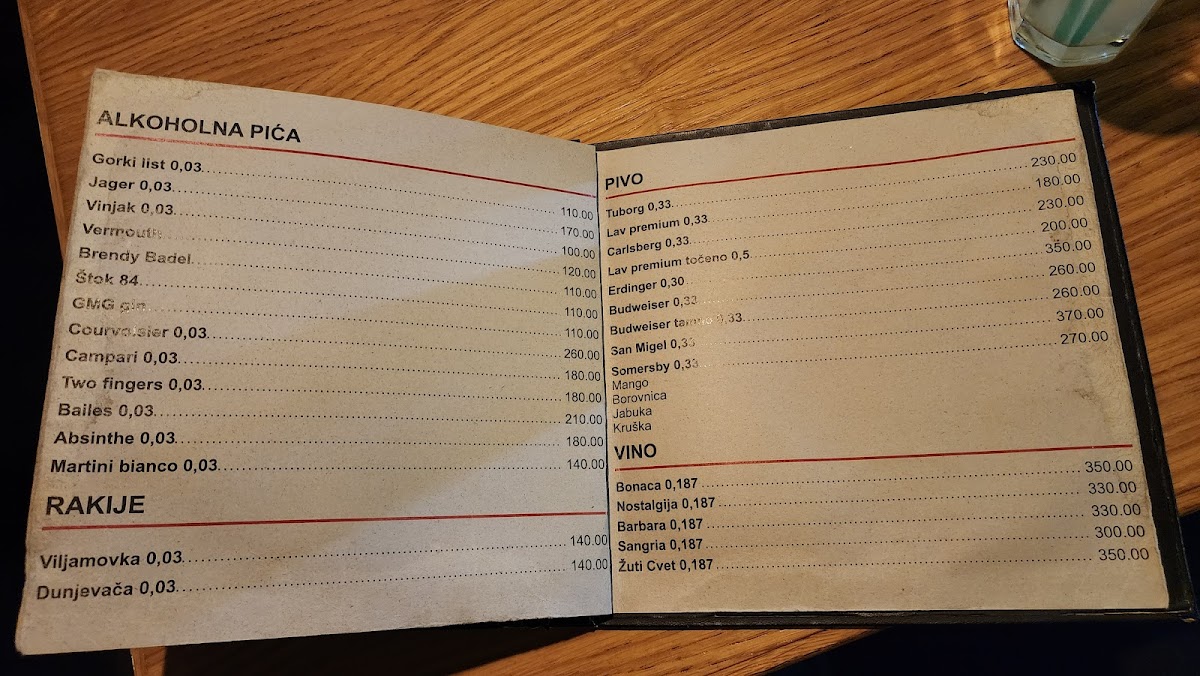 ALKOHOLNA PIĆA
Gorki list 0,03 110.00
Jager 0,03 170.00
Vinjak 0,03 100.00
Vermouth 120.00
Brendy Badel 110.00
Štok 84 110.00
GMG gin 110.00
Courvoisier 0,03 260.00
Campari 0,03 180.00
Two fingers 0,03 180.00
Bailes 0,03 210.00
Absinthe 0,03 180.00
Martini bianco 0,03 140.00
RAKIJE
Viljamovka 0,03 140.00
Dunjevača 0,03 140.00
PIVO
Tuborg 0,33 230.00
Lav premium 0,33 180.00
Carlsberg 0,33 230.00
Lav premium točeno 0,5 200.00
Erdinger 0,30 350.00
Budweiser 0,33 260.00
Budweiser tamno 0,33 260.00
San Migel 0,33 370.00
Somersby 0,33 270.00
Mango
Borovnica
Jabuka
Kruška
VINO
Bonaca 0,187 350.00
Nostalgija 0,187 330.00
Barbara 0,187 330.00
Sangria 0,187 300.00
Žuti Cvet 0,187 350.00